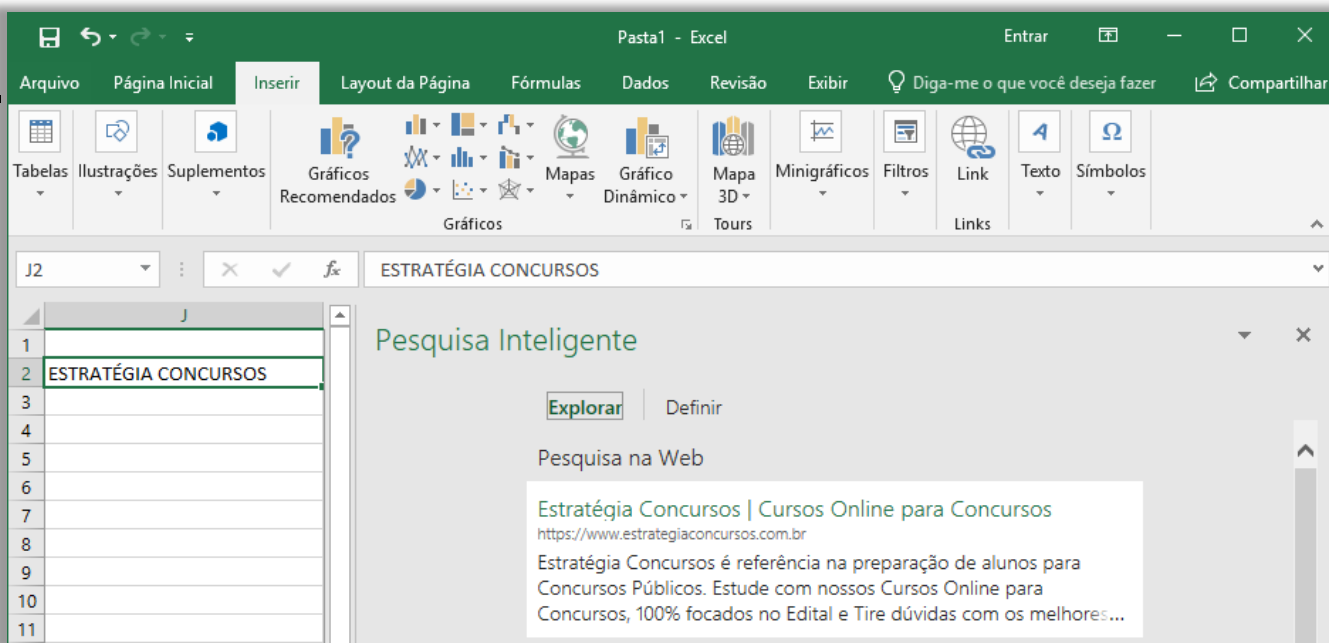 Pasta1 - Excel
Entrar
Arquivo Página Inicial Inserir Layout da Página Fórmulas Dados Revisão Exibir Diga-me o que você deseja fazer Compartilhar
Tabelas Ilustrações Suplementos Gráficos Recomendados Mapas Gráfico Dinâmico Mapa 3D Minigráficos Filtros Link Texto Símbolos
Gráficos Tours Links
J2 fx ESTRATÉGIA CONCURSOS
J
1
2 ESTRATÉGIA CONCURSOS
3
4
5
6
7
8
9
10
11
Pesquisa Inteligente
Explorar Definir
Pesquisa na Web
Estratégia Concursos | Cursos Online para Concursos
https://www.estrategiaconcursos.com.br
Estratégia Concursos é referência na preparação de alunos para
Concursos Públicos. Estude com nossos Cursos Online para
Concursos, 100% focados no Edital e Tire dúvidas com os melhores...